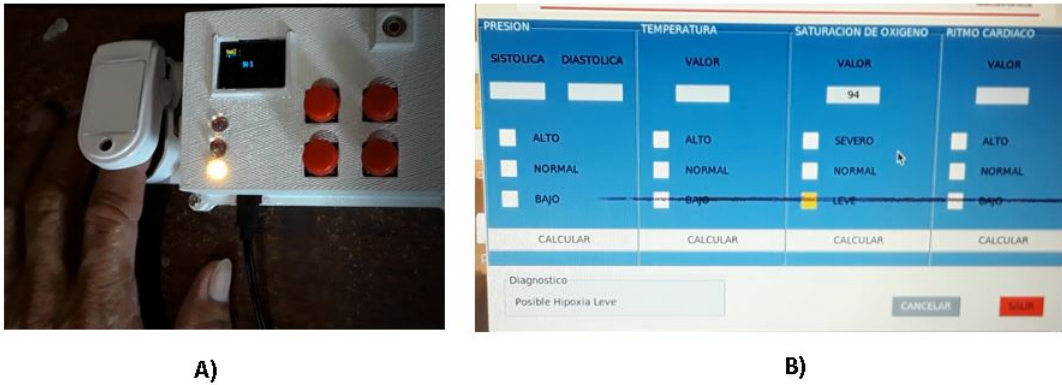 PRESION TEMPERATURA SATURACION DE OXIGENO RITMO CARDIACO
SISTOLICA DIASTOLICA VALOR VALOR VALOR
94
ALTO ALTO SEVERO ALTO
NORMAL NORMAL NORMAL NORMAL
BAJO BAJO LEVE BAJO
CALCULAR CALCULAR CALCULAR CALCULAR
Diagnostico
Posible Hipoxia Leve
CANCELAR SALIR
A) B)